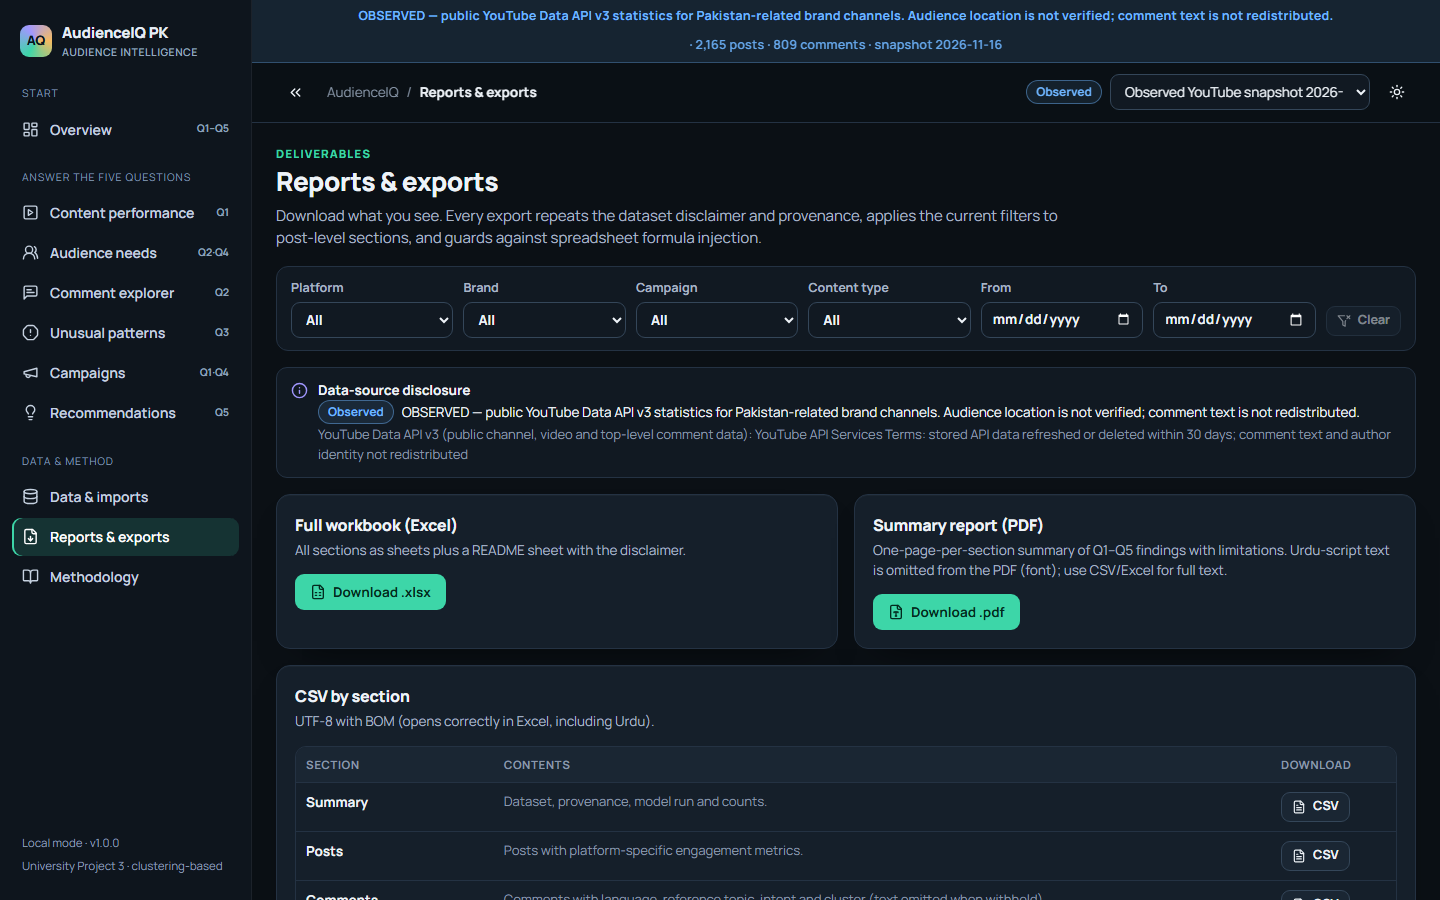 AQ
AudienceIQ PK
AUDIENCE INTELLIGENCE
START
Overview Q1–Q5
ANSWER THE FIVE QUESTIONS
Content performance Q1
Audience needs Q2·Q4
Comment explorer Q2
Unusual patterns Q3
Campaigns Q1·Q4
Recommendations Q5
DATA & METHOD
Data & imports
Reports & exports
Methodology
Local mode · v1.0.0
University Project 3 · clustering-based
OBSERVED — public YouTube Data API v3 statistics for Pakistan-related brand channels. Audience location is not verified; comment text is not redistributed.
· 2,165 posts · 809 comments · snapshot 2026-11-16
AudienceIQ / Reports & exports
Observed
Observed YouTube snapshot 2026-
DELIVERABLES
Reports & exports
Download what you see. Every export repeats the dataset disclaimer and provenance, applies the current filters to
post-level sections, and guards against spreadsheet formula injection.
Platform Brand Campaign Content type From To
All All All All mm/dd/yyyy mm/dd/yyyy Clear
Data-source disclosure
Observed OBSERVED — public YouTube Data API v3 statistics for Pakistan-related brand channels. Audience location is not verified; comment text is not redistributed.
YouTube Data API v3 (public channel, video and top-level comment data): YouTube API Services Terms: stored API data refreshed or deleted within 30 days; comment text and author
identity not redistributed
Full workbook (Excel)
All sections as sheets plus a README sheet with the disclaimer.
Download .xlsx
Summary report (PDF)
One-page-per-section summary of Q1–Q5 findings with limitations. Urdu-script text
is omitted from the PDF (font); use CSV/Excel for full text.
Download .pdf
CSV by section
UTF-8 with BOM (opens correctly in Excel, including Urdu).
SECTION CONTENTS DOWNLOAD
Summary Dataset, provenance, model run and counts. CSV
Posts Posts with platform-specific engagement metrics. CSV
Comments Comments with language, reference topic, intent and cluster (text omitted when withheld). CSV